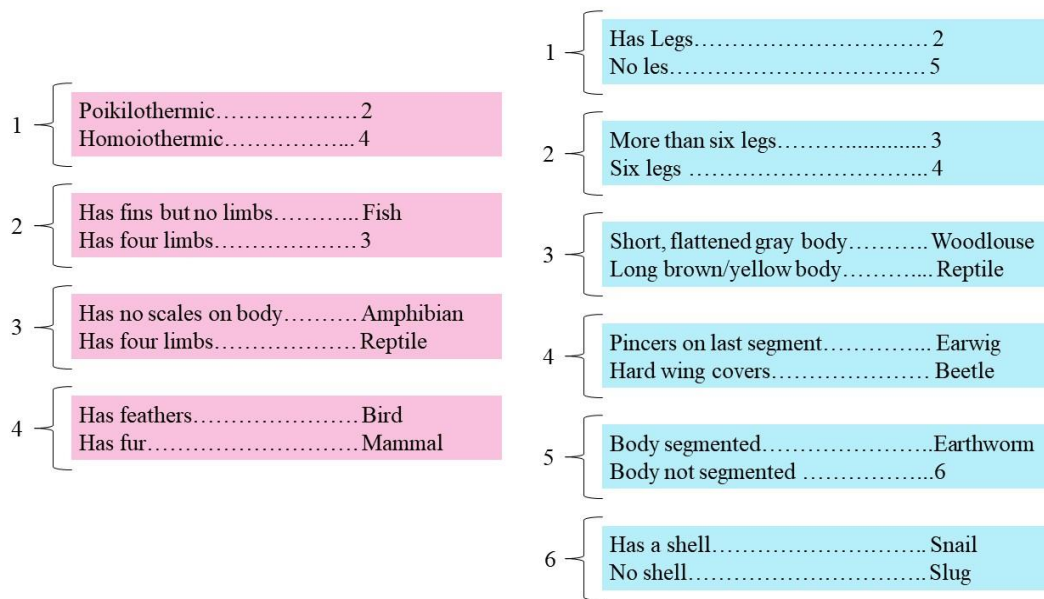 1
Poikilothermic………………… 2
Homoiothermic……………... 4
2
Has fins but no limbs……….. Fish
Has four limbs………………… 3
3
Has no scales on body………. Amphibian
Has four limbs………………… Reptile
4
Has feathers…………………… Bird
Has fur………………………… Mammal
1
Has Legs………………………… 2
No les……………………………. 5
2
More than six legs………............. 3
Six legs ……………………….. 4
3
Short, flattened gray body……….. Woodlouse
Long brown/yellow body………... Reptile
4
Pincers on last segment………….. Earwig
Hard wing covers………………… Beetle
5
Body segmented…………………..Earthworm
Body not segmented ……………...6
6
Has a shell……………………….. Snail
No shell………………………….. Slug